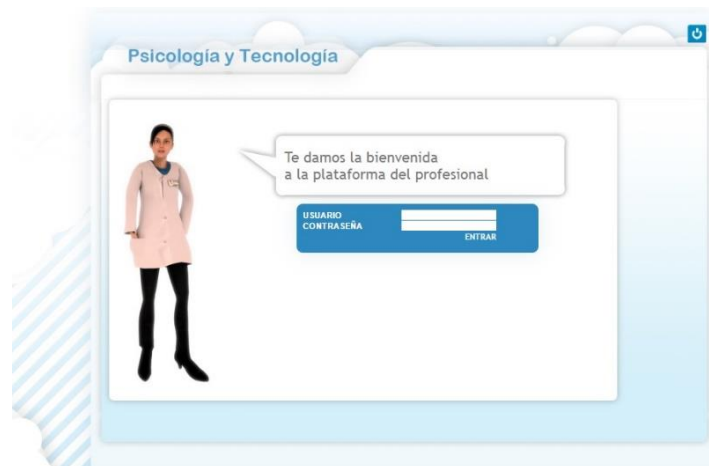 Psicología y Tecnología
Te damos la bienvenida
a la plataforma del profesional
USUARIO
CONTRASEÑA
ENTRAR